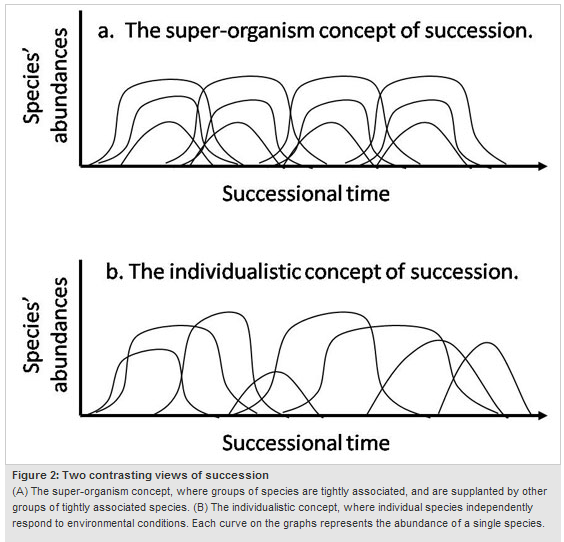 a. The super-organism concept of succession.
Species'
abundances
Successional time
b. The individualistic concept of succession.
Species'
abundances
Successional time
Figure 2: Two contrasting views of succession
(A) The super-organism concept, where groups of species are tightly associated, and are supplanted by other
groups of tightly associated species. (B) The individualistic concept, where individual species independently
respond to environmental conditions. Each curve on the graphs represents the abundance of a single species.